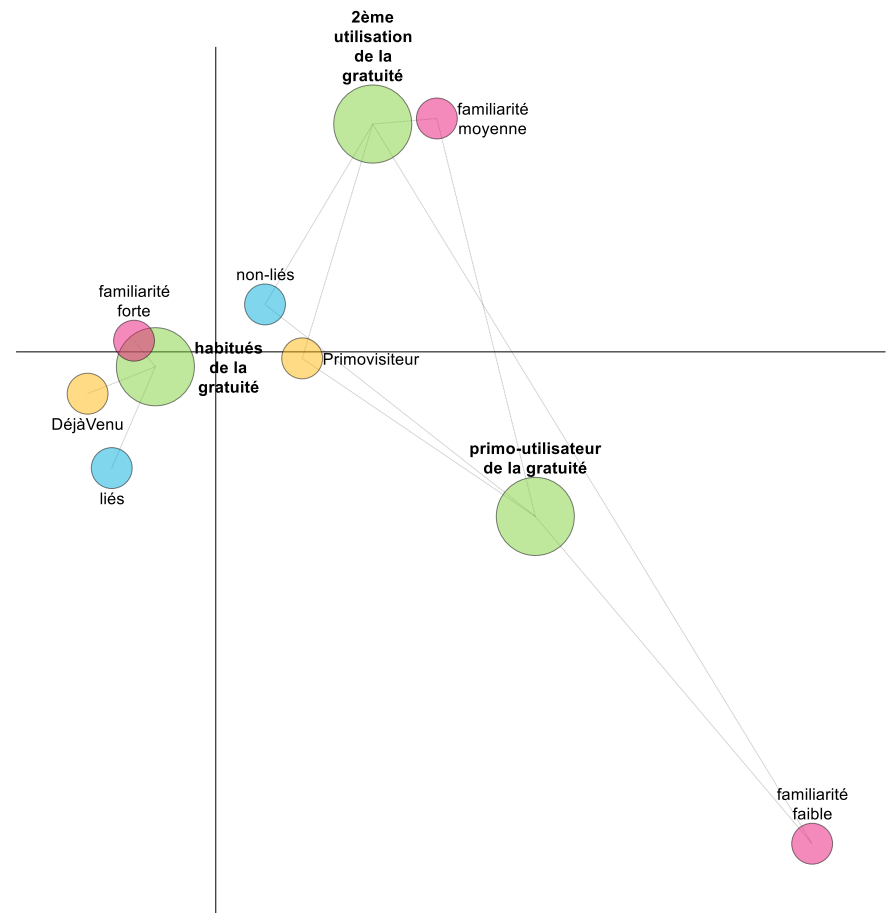 2ème
utilisation
de la
gratuité
familiarité
moyenne
non-liés
familiarité
forte
habitués
de la
gratuité
Primovisiteur
DéjàVenu
primo-utilisateur
de la gratuité
liés
familiarité
faible